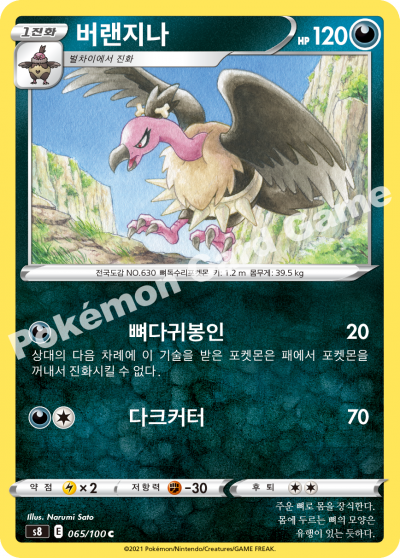 1진화
버랜지나
HP 120
벌차이에서 진화
전국도감 NO.630 뼈독수리포켓몬 키: 1.2 m 몸무게: 39.5 kg
Pokémon Card Game
뼈다귀봉인 20
상대의 다음 차례에 이 기술을 받은 포켓몬은 패에서 포켓몬을
꺼내서 진화시킬 수 없다.
다크커터 70
약점 ×2 저항력 -30 후퇴
Illus. Narumi Sato
주운 뼈로 몸을 장식한다.
몸에 두르는 뼈의 방식에도
유행이 있는 듯하다.
s8 E 065/100 C
©2021 Pokémon/Nintendo/Creatures/GAME FREAK.